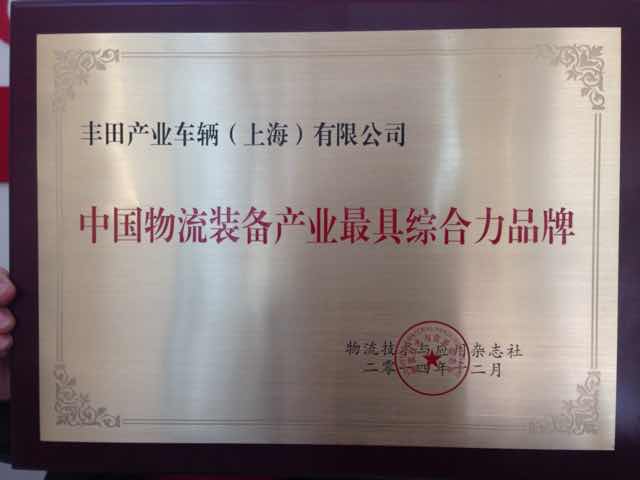 丰田产业车辆（上海）有限公司
中国物流装备产业最具综合力品牌
物流技术与应用杂志社
二零一四年十二月